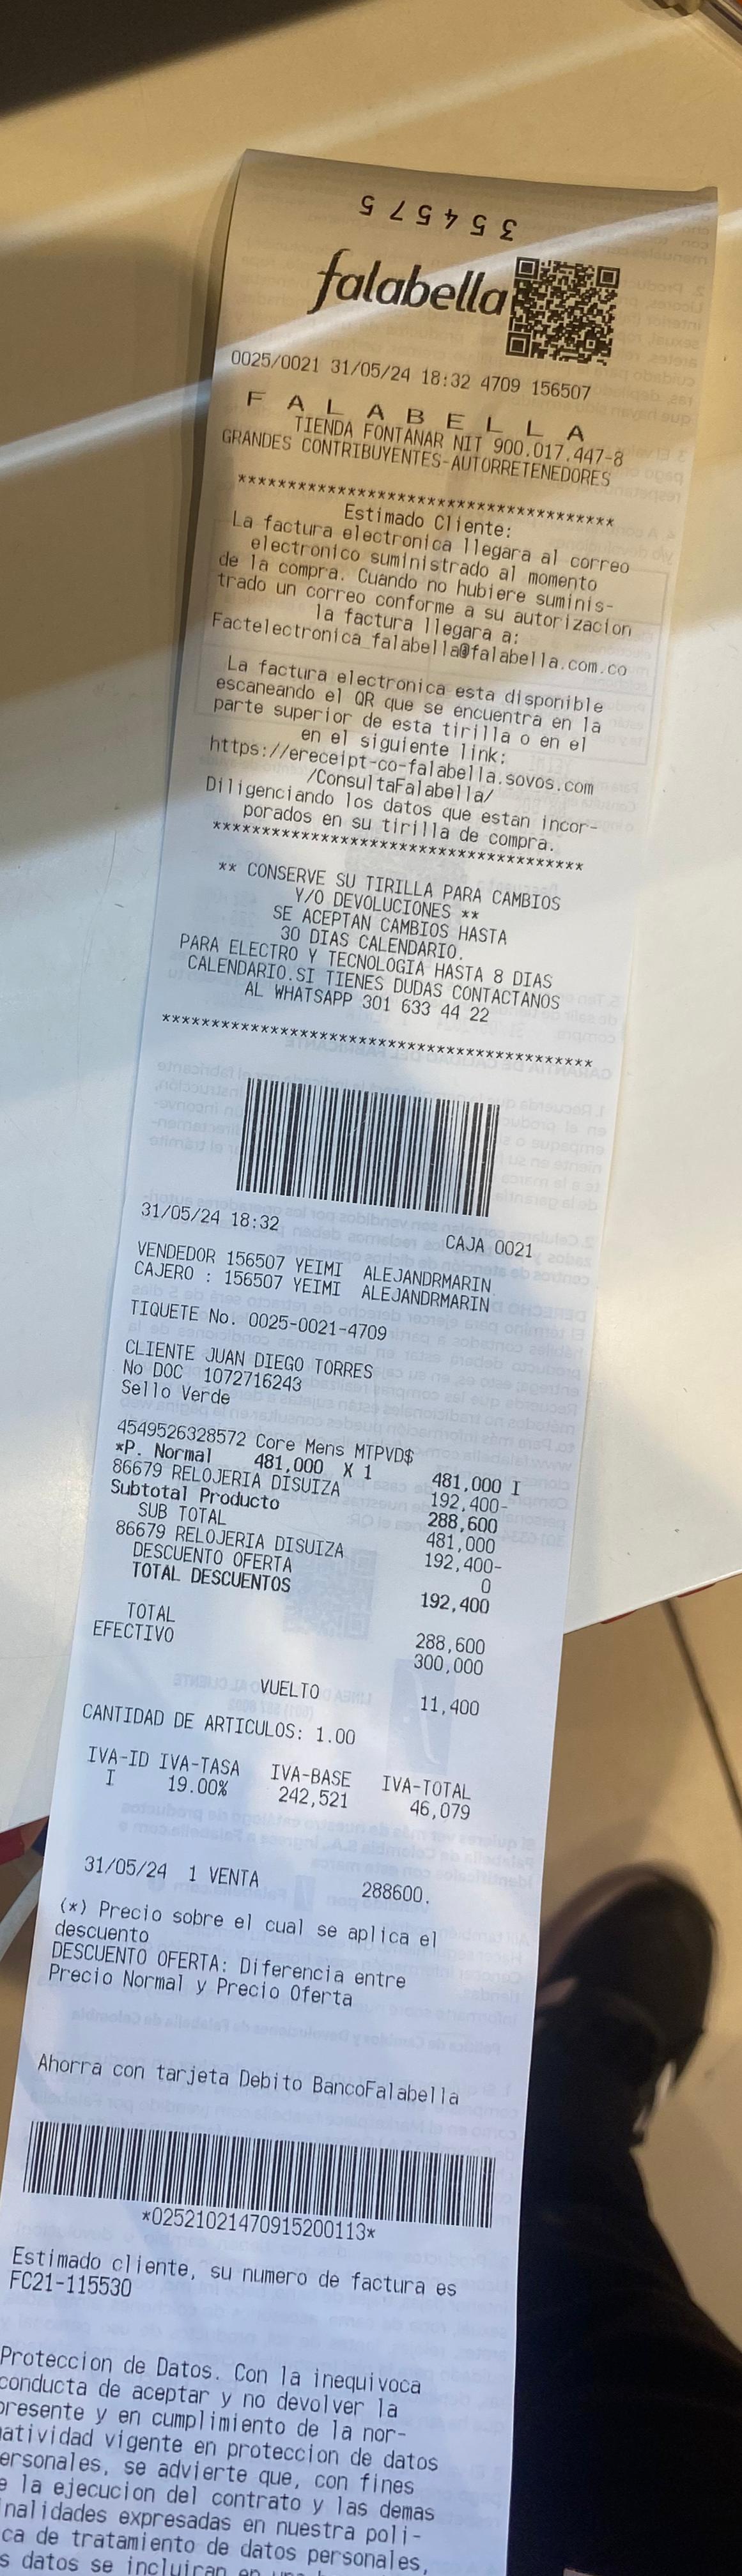 354575
falabella
0025/0021 31/05/24 18:32 4709 156507
F A L A B E L L A
TIENDA FONTANAR NIT 900.017.447-8
GRANDES CONTRIBUYENTES-AUTORRETENEDORES
**************************************
Estimado Cliente:
La factura electronica llegara al correo
electronico suministrado al momento
de la compra. Cuando no hubiere suminis-
trado un correo conforme a su autorizacion
la factura llegara a:
Factelectronica_falabella@falabella.com.co
La factura electronica esta disponible
escaneando el QR que se encuentra en la
parte superior de esta tirilla o en el
en el siguiente link:
https://ereceipt-co-falabella.sovos.com
/ConsultaFalabella/
Diligenciando los datos que estan incor-
porados en su tirilla de compra.
**************************************
** CONSERVE SU TIRILLA PARA CAMBIOS
Y/O DEVOLUCIONES **
SE ACEPTAN CAMBIOS HASTA
30 DIAS CALENDARIO.
PARA ELECTRO Y TECNOLOGIA HASTA 8 DIAS
CALENDARIO.SI TIENES DUDAS CONTACTANOS
AL WHATSAPP 301 633 44 22
********************************************
31/05/24 18:32 CAJA 0021
VENDEDOR 156507 YEIMI ALEJANDRMARIN
CAJERO : 156507 YEIMI ALEJANDRMARIN
TIQUETE No. 0025-0021-4709
CLIENTE JUAN DIEGO TORRES
No DOC 1072716243
Sello Verde
4549526328572 Core Mens MTPVD$
*P. Normal 481,000 X 1 481,000 I
86679 RELOJERIA DISUIZA 192,400-
Subtotal Producto 288,600
SUB TOTAL 481,000
86679 RELOJERIA DISUIZA 192,400-
DESCUENTO OFERTA 0
TOTAL DESCUENTOS 192,400
TOTAL 288,600
EFECTIVO 300,000
VUELTO 11,400
CANTIDAD DE ARTICULOS: 1.00
IVA-ID IVA-TASA IVA-BASE IVA-TOTAL
I 19.00% 242,521 46,079
31/05/24 1 VENTA 288600.
(*) Precio sobre el cual se aplica el
descuento
DESCUENTO OFERTA: Diferencia entre
Precio Normal y Precio Oferta
Ahorra con tarjeta Debito BancoFalabella
*02521021470915200113*
Estimado cliente, su numero de factura es
FC21-115530
Proteccion de Datos. Con la inequivoca
conducta de aceptar y no devolver la
presente y en cumplimiento de la nor-
matividad vigente en proteccion de datos
personales, se advierte que, con fines
de la ejecucion del contrato y las demas
finalidades expresadas en nuestra poli-
ca de tratamiento de datos personales,
s datos se incluiran en una